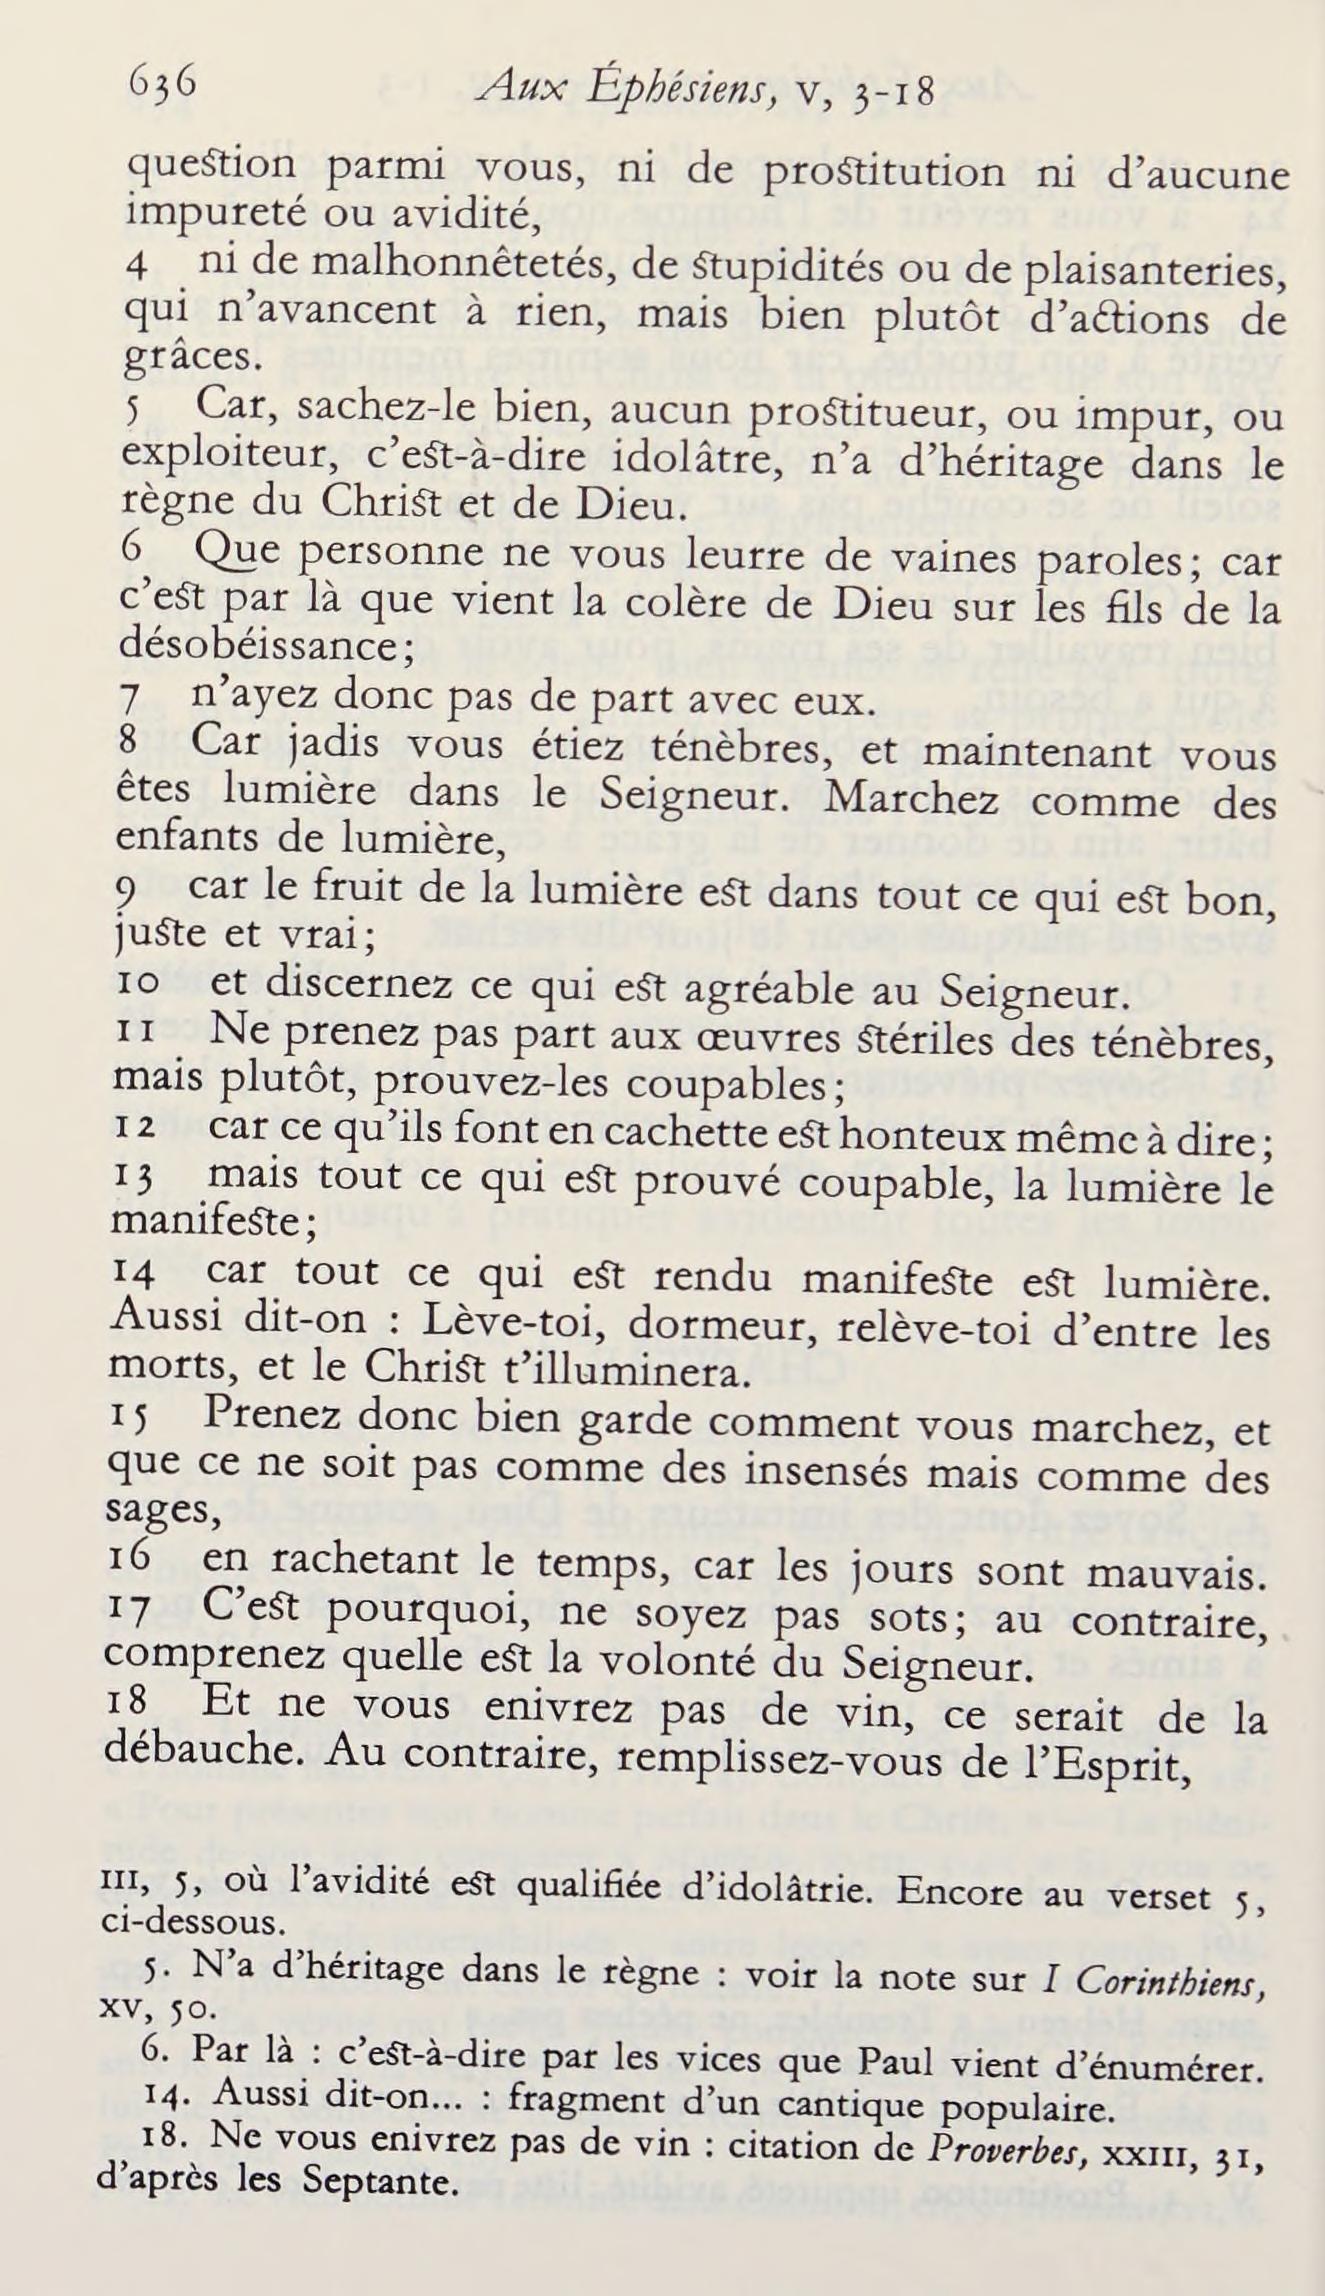 636 Aux Éphésiens, V, 3-18
question parmi vous, ni de prostitution ni d’aucune
impureté ou avidité,
4 ni de malhonnêtetés, de stupidités ou de plaisanteries,
qui n’avancent à rien, mais bien plutôt d’actions de
grâces.
5 Car, sachez-le bien, aucun prostitueur, ou impur, ou
exploiteur, c’est-à-dire idolâtre, n’a d’héritage dans le
règne du Christ et de Dieu.
6 Que personne ne vous leurre de vaines paroles; car
c’est par là que vient la colère de Dieu sur les fils de la
désobéissance;
7 n’ayez donc pas de part avec eux.
8 Car jadis vous étiez ténèbres, et maintenant vous
êtes lumière dans le Seigneur. Marchez comme des
enfants de lumière,
9 car le fruit de la lumière est dans tout ce qui est bon,
juste et vrai;
10 et discernez ce qui est agréable au Seigneur.
11 Ne prenez pas part aux œuvres stériles des ténèbres,
mais plutôt, prouvez-les coupables;
12 car ce qu’ils font en cachette est honteux même à dire;
13 mais tout ce qui est prouvé coupable, la lumière le
manifeste;
14 car tout ce qui est rendu manifeste est lumière.
Aussi dit-on : Lève-toi, dormeur, relève-toi d’entre les
morts, et le Christ t’illuminera.
15 Prenez donc bien garde comment vous marchez, et
que ce ne soit pas comme des insensés mais comme des
sages,
16 en rachetant le temps, car les jours sont mauvais.
17 C’est pourquoi, ne soyez pas sots; au contraire,
comprenez quelle est la volonté du Seigneur.
18 Et ne vous enivrez pas de vin, ce serait de la
débauche. Au contraire, remplissez-vous de l’Esprit,
III, 5, où l’avidité est qualifiée d’idolâtrie. Encore au verset 5,
ci-dessous.
5. N’a d’héritage dans le règne : voir la note sur I Corinthiens,
XV, 50.
6. Par là : c’est-à-dire par les vices que Paul vient d’énumérer.
14. Aussi dit-on... : fragment d’un cantique populaire.
18. Ne vous enivrez pas de vin : citation de Proverbes, XXIII, 31,
d’après les Septante.